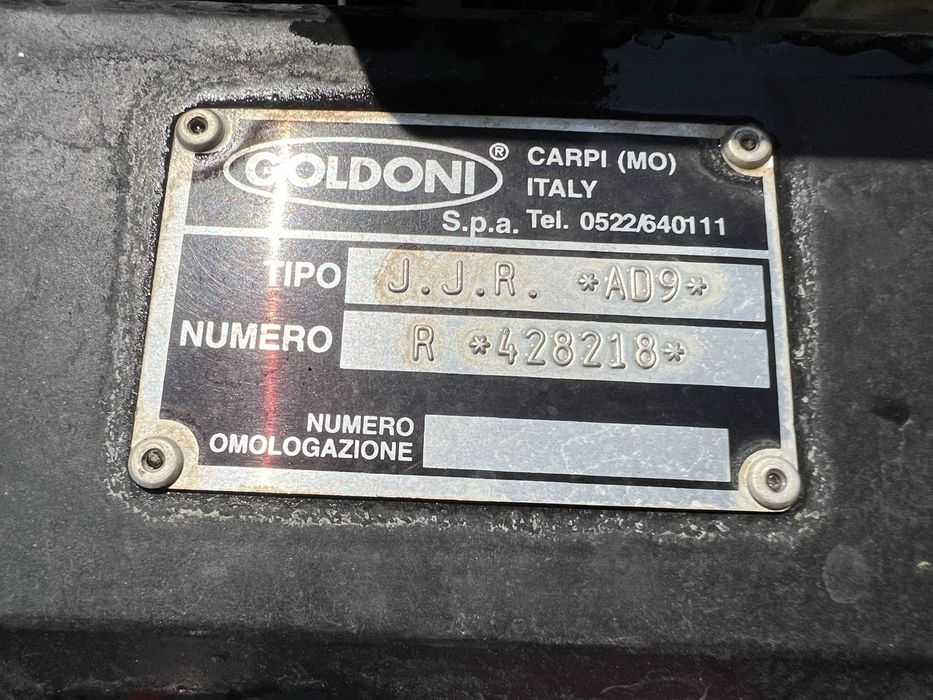 GOLDONI ® CARPI (MO)
ITALY
S.p.a. Tel. 0522/640111
TIPO J.J.R. *AD9*
NUMERO R *428218*
NUMERO
OMOLOGAZIONE